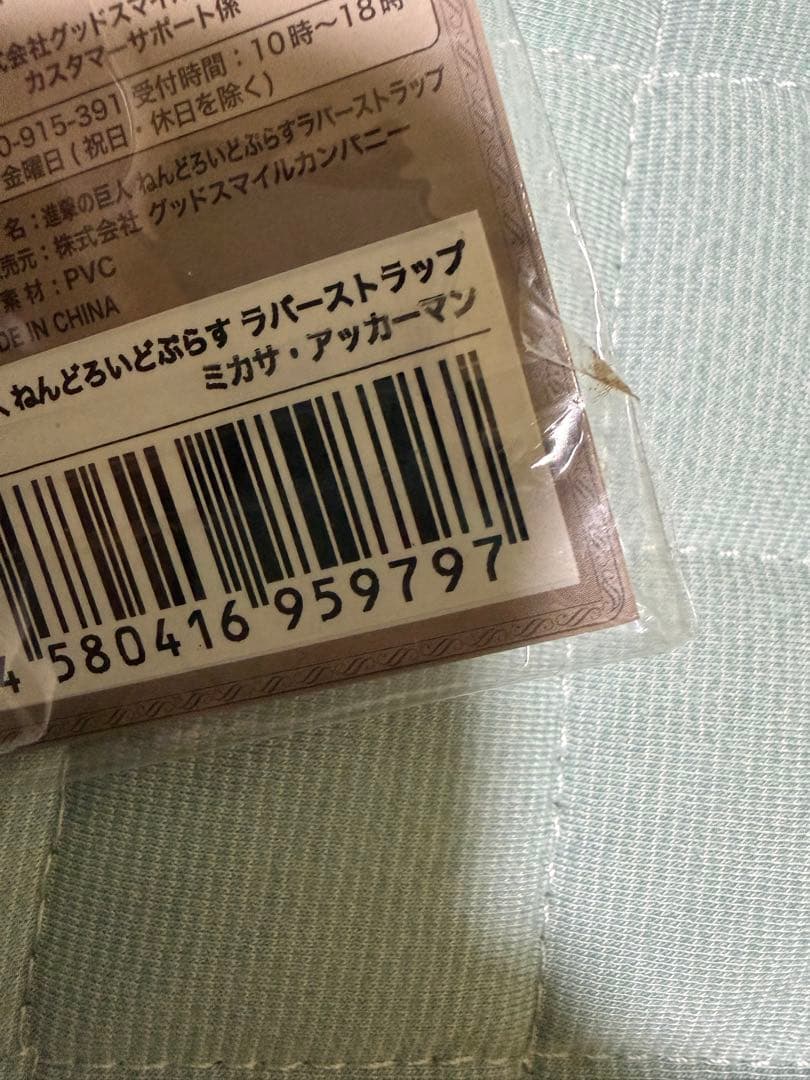 式会社グッドスマイル
カスタマーサポート係
0-915-391 受付時間：10時～18時
金曜日(祝日・休日を除く)
名：進撃の巨人 ねんどろいどぷらすラバーストラップ
売元：株式会社 グッドスマイルカンパニー
素材：PVC
DE IN CHINA
ねんどろいどぷらす ラバーストラップ
ミカサ・アッカーマン
4 580416 959797